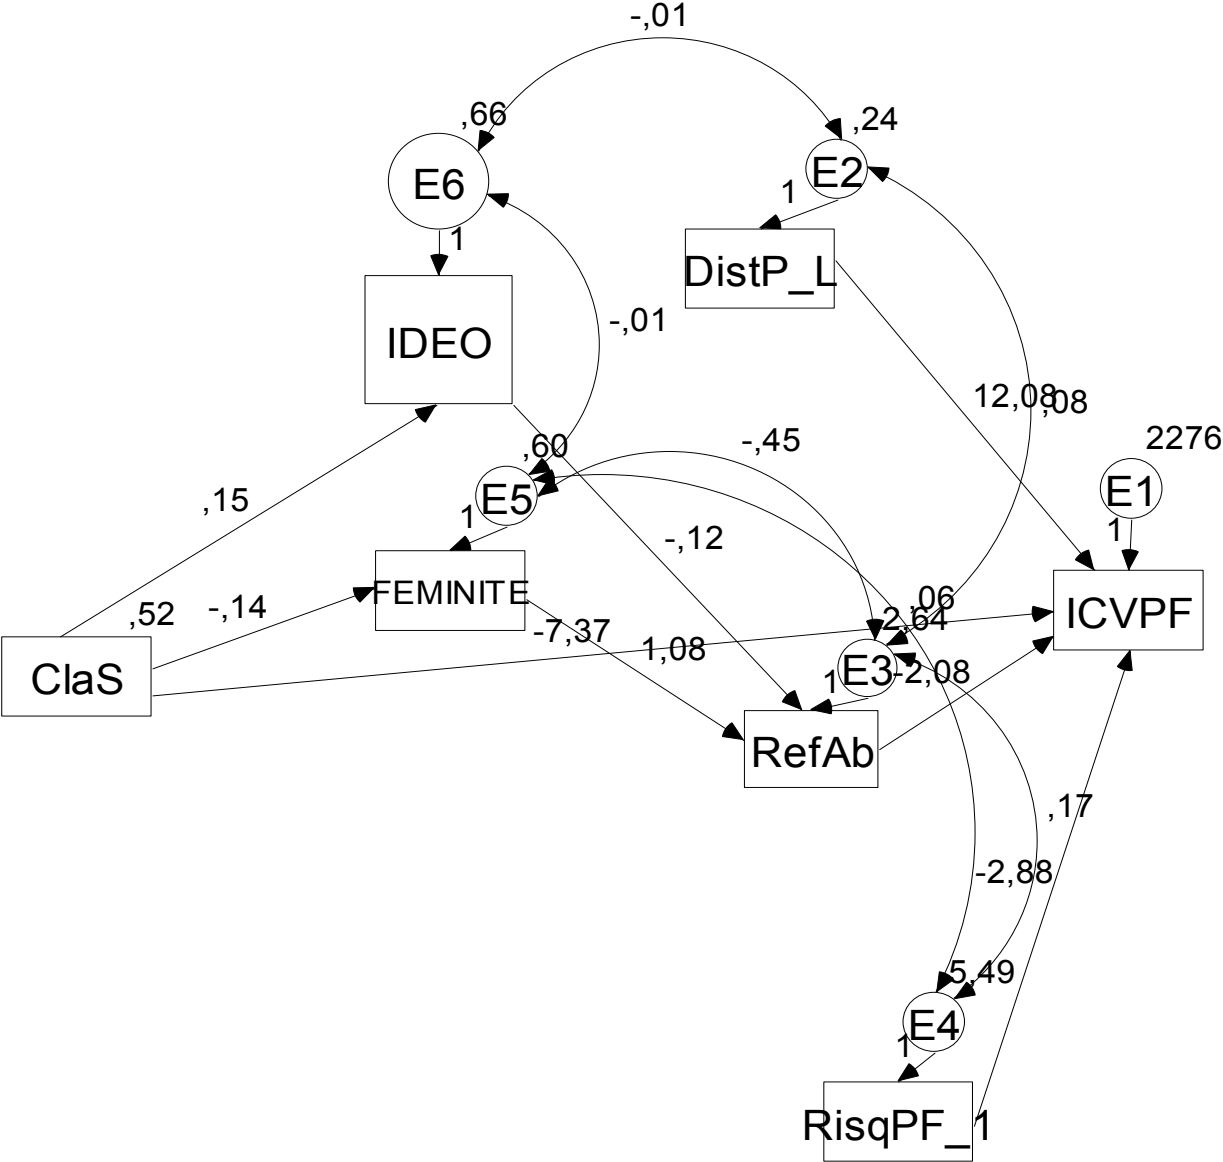 -,01
,66
,24
E6
E2
1
1
DistP_L
IDEO
-,01
12,08
,08
2276
,60
-,45
E5
E1
1
1
,15
-,12
FEMINITE
ICVPF
,52
-,14
,06
2,64
-7,37
1,08
ClaS
E3
-2,08
1
RefAb
,17
-2,88
5,49
E4
1
RisqPF_1